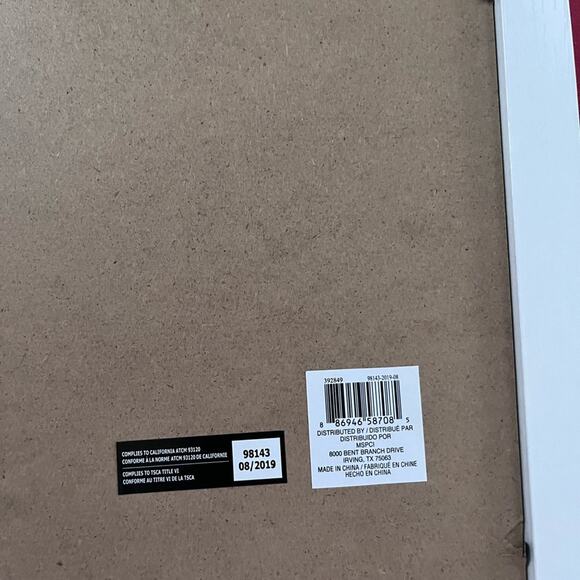 COMPLIES TO CALIFORNIA ATCM 93120
CONFORME A LA NORME ATCM 93120 DE CALIFORNIE
COMPLIES TO TSCA TITLE VI
CONFORME AU TITRE VI DE LA TSCA
98143
08/2019
392849 98143-2019-08
8 86946 58708 5
DISTRIBUTED BY / DISTRIBUÉ PAR
DISTRIBUIDO POR
MSPCI
8000 BENT BRANCH DRIVE
IRVING, TX 75063
MADE IN CHINA / FABRIQUÉ EN CHINE
HECHO EN CHINA